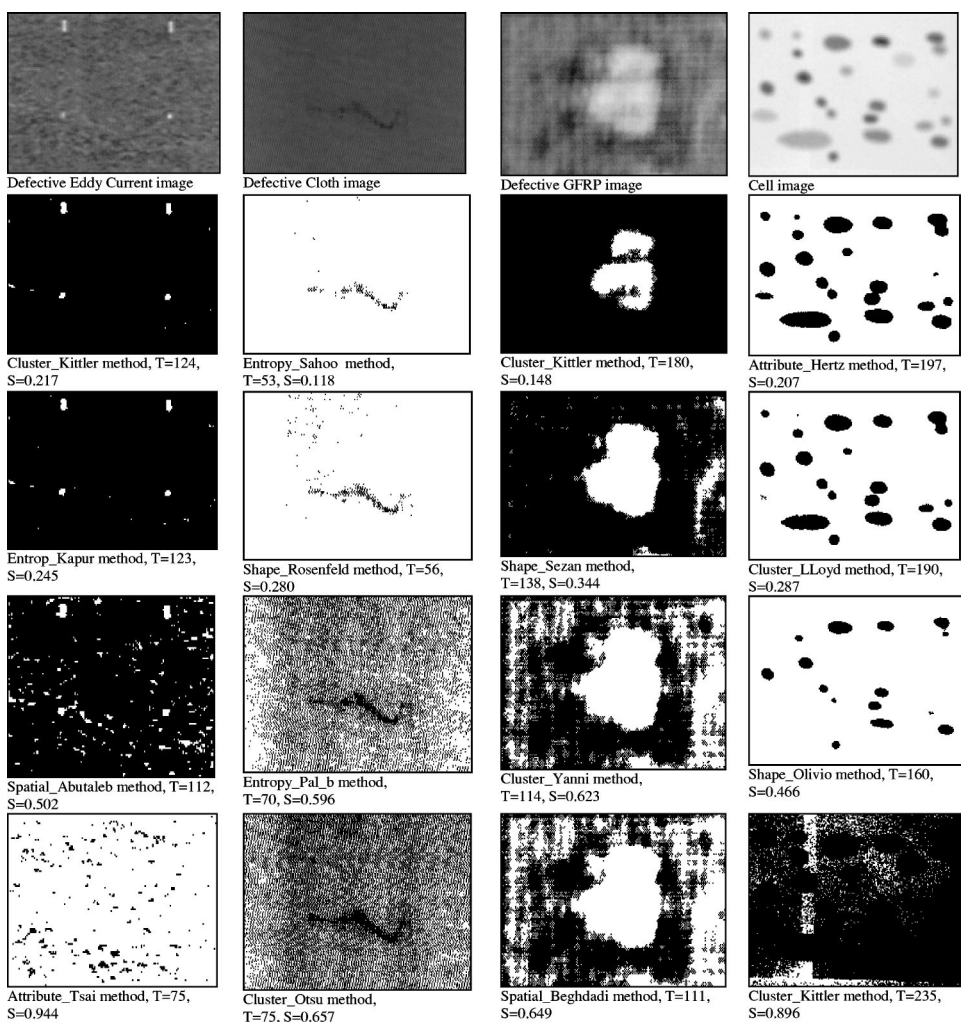 Defective Eddy Current image
Defective Cloth image
Defective GFRP image
Cell image
Cluster_Kittler method, T=124,
S=0.217
Entropy_Sahoo method,
T=53, S=0.118
Cluster_Kittler method, T=180,
S=0.148
Attribute_Hertz method, T=197,
S=0.207
Entrop_Kapur method, T=123,
S=0.245
Shape_Rosenfeld method, T=56,
S=0.280
Shape_Sezan method,
T=138, S=0.344
Cluster_LLoyd method, T=190,
S=0.287
Spatial_Abutaleb method, T=112,
S=0.502
Entropy_Pal_b method,
T=70, S=0.596
Cluster_Yanni method,
T=114, S=0.623
Shape_Olivio method, T=160,
S=0.466
Attribute_Tsai method, T=75,
S=0.944
Cluster_Otsu method,
T=75, S=0.657
Spatial_Beghdadi method, T=111,
S=0.649
Cluster_Kittler method, T=235,
S=0.896